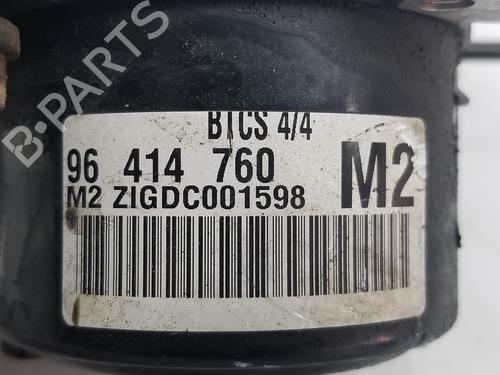 B-PARTS
BTCS 4/4
96 414 760
M2
M2 ZIGDC001598